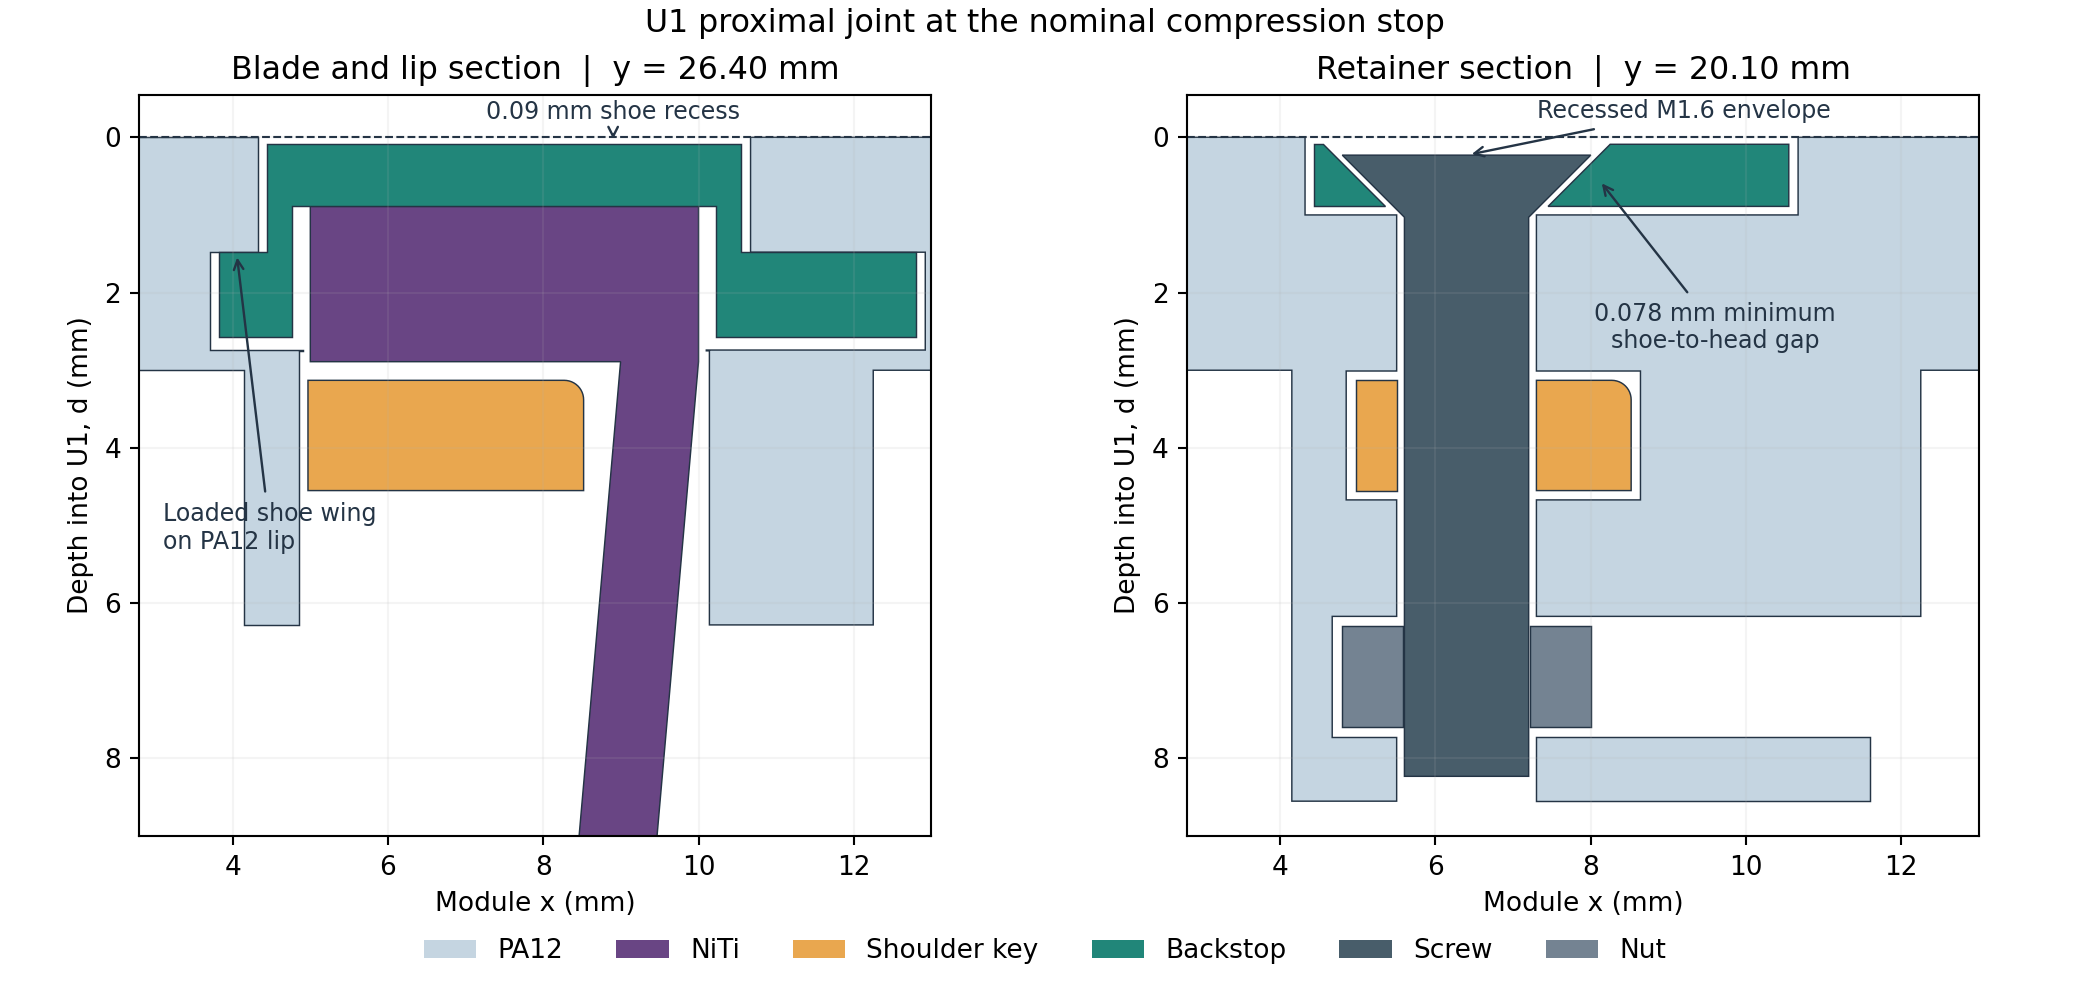 U1 proximal joint at the nominal compression stop
Blade and lip section | y = 26.40 mm
0.09 mm shoe recess
0
2
4
6
8
Depth into U1, d (mm)
Loaded shoe wing
on PA12 lip
4
6
8
10
12
Module x (mm)
Retainer section | y = 20.10 mm
Recessed M1.6 envelope
0
2
4
6
8
Depth into U1, d (mm)
0.078 mm minimum
shoe-to-head gap
4
6
8
10
12
Module x (mm)
PA12
NiTi
Shoulder key
Backstop
Screw
Nut